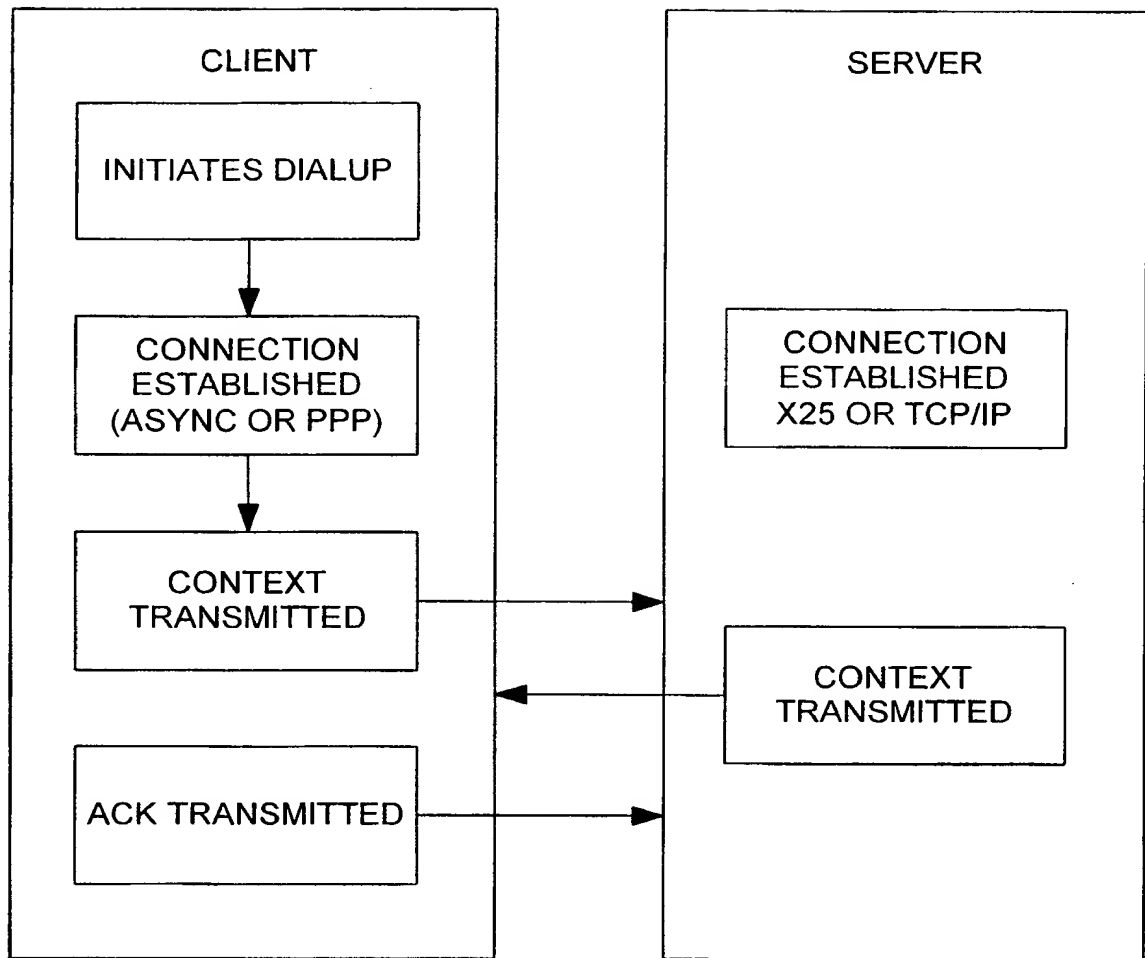 CLIENT
INITIATES DIALUP
CONNECTION
ESTABLISHED
(ASYNC OR PPP)
CONTEXT
TRANSMITTED
ACK TRANSMITTED
SERVER
CONNECTION
ESTABLISHED
X25 OR TCP/IP
CONTEXT
TRANSMITTED